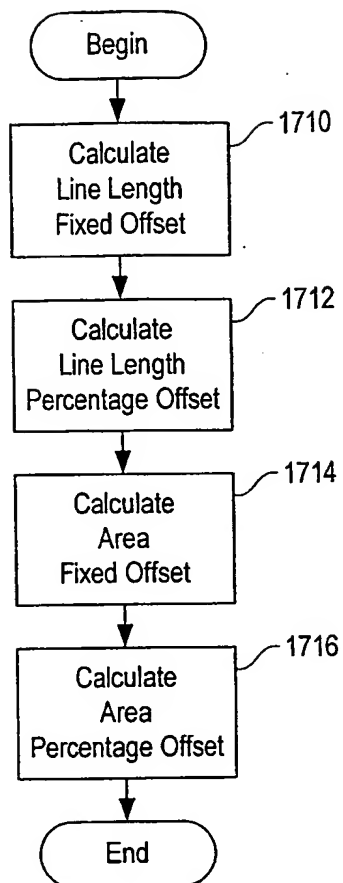 Begin
1710
Calculate
Line Length
Fixed Offset
1712
Calculate
Line Length
Percentage Offset
1714
Calculate
Area
Fixed Offset
1716
Calculate
Area
Percentage Offset
End